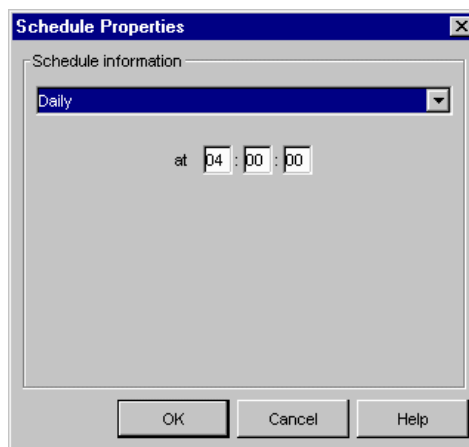 Schedule Properties
Schedule information
Daily
at 04 : 00 : 00
OK Cancel Help